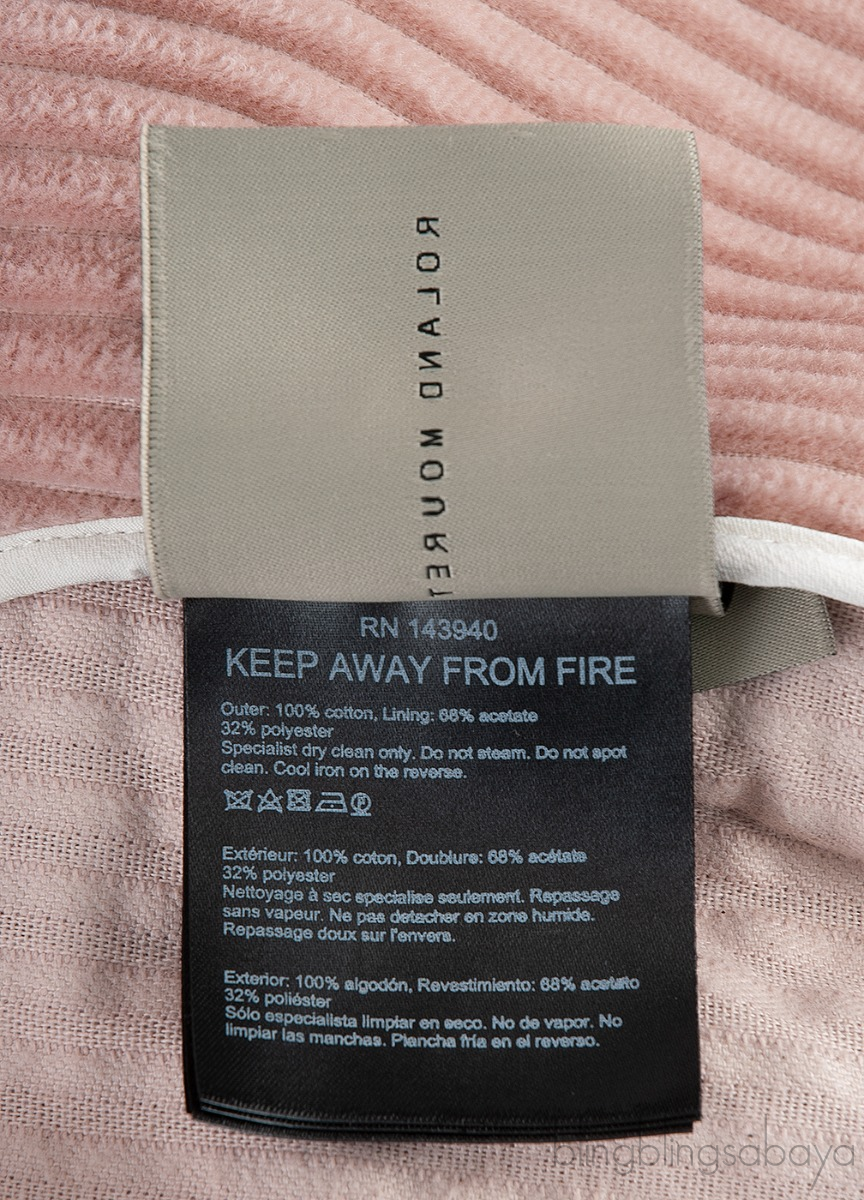 ROLAND MOURET
RN 143940
KEEP AWAY FROM FIRE
Outer: 100% cotton, Lining: 68% acetate
32% polyester
Specialist dry clean only. Do not steam. Do not spot
clean. Cool iron on the reverse.
Extérieur: 100% coton, Doublure: 68% acétate
32% polyester
Nettoyage à sec specialise seulement. Repassage
sans vapeur. Ne pas detacher en zone humide.
Repassage doux sur l'envers.
Exterior: 100% algodón, Revestimiento: 68% acetato
32% poliéster
Sólo especialista limpiar en seco. No de vapor. No
limpiar las manchas. Plancha fría en el reverso.
blingblingsabaya